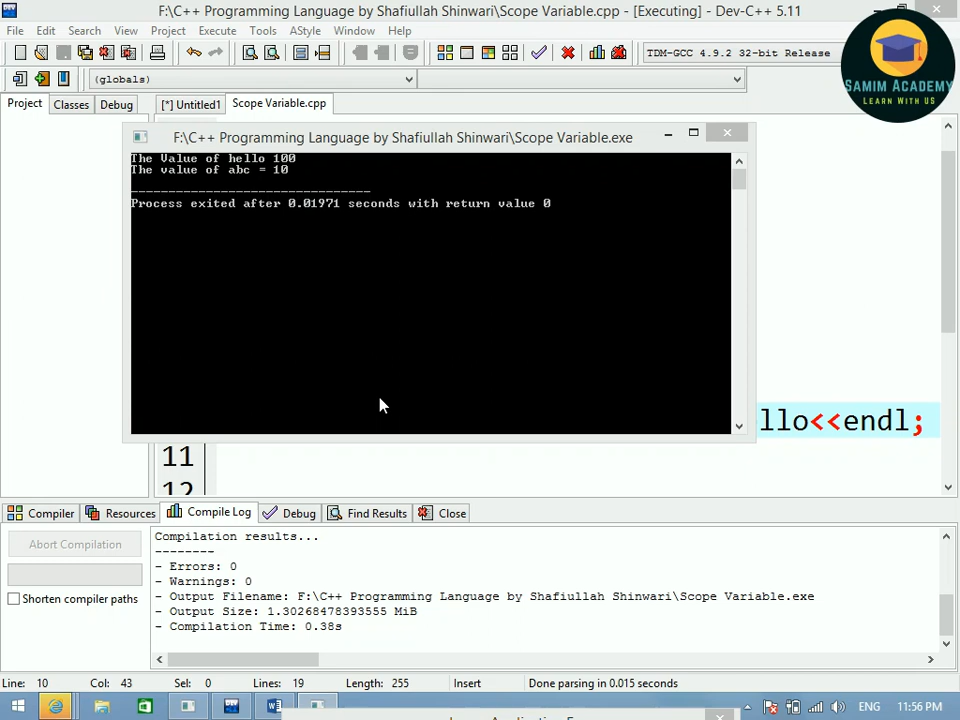 F:\C++ Programming Language by Shafiullah Shinwari\Scope Variable.cpp - [Executing] - Dev-C++ 5.11
File Edit Search View Project Execute Tools AStyle Window Help
TDM-GCC 4.9.2 32-bit Release
SAMIM ACADEMY
LEARN WITH US
(globals)
Project Classes Debug [*] Untitled1 Scope Variable.cpp
F:\C++ Programming Language by Shafiullah Shinwari\Scope Variable.exe
The Value of hello 100
The value of abc = 10
--------------------------------
Process exited after 0.01971 seconds with return value 0
llo<<endl;
11
12
Compiler Resources Compile Log Debug Find Results Close
Abort Compilation
Shorten compiler paths
Compilation results...
--------
- Errors: 0
- Warnings: 0
- Output Filename: F:\C++ Programming Language by Shafiullah Shinwari\Scope Variable.exe
- Output Size: 1.30268478393555 MiB
- Compilation Time: 0.38s
Line: 10 Col: 43 Sel: 0 Lines: 19 Length: 255 Insert Done parsing in 0.015 seconds
ENG 11:56 PM